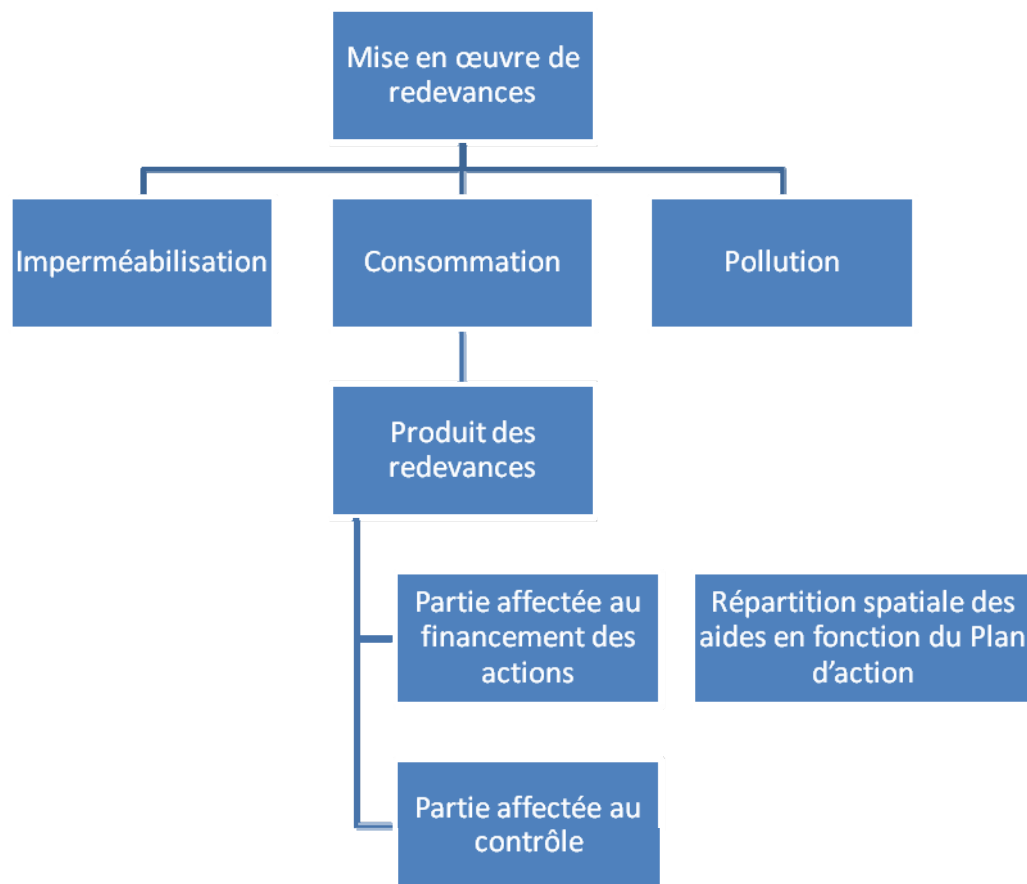 Mise en œuvre de
redevances
Imperméabilisation
Consommation
Pollution
Produit des
redevances
Partie affectée au
financement des
actions
Répartition spatiale des
aides en fonction du Plan
d’action
Partie affectée au
contrôle